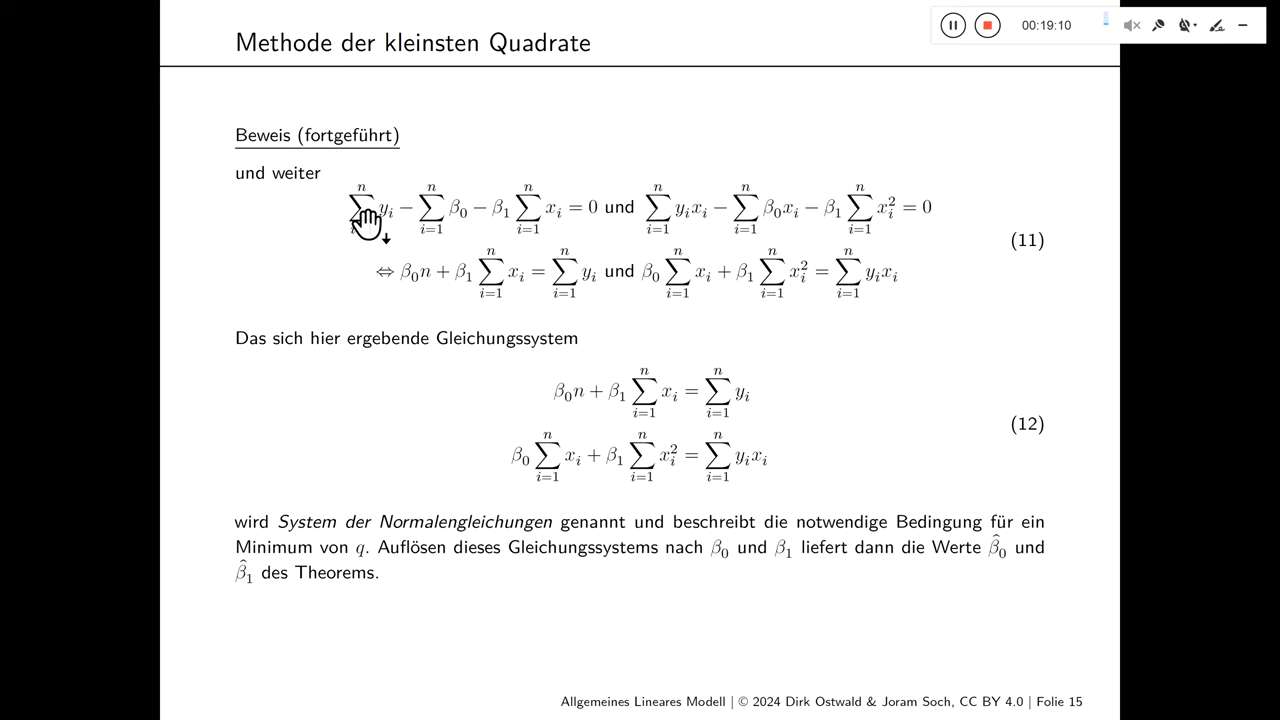 00:19:10
Methode der kleinsten Quadrate
Beweis (fortgeführt)
und weiter
∑_{i=1}^{n} y_i − ∑_{i=1}^{n} β_0 − β_1 ∑_{i=1}^{n} x_i = 0 und ∑_{i=1}^{n} y_i x_i − ∑_{i=1}^{n} β_0 x_i − β_1 ∑_{i=1}^{n} x_i^2 = 0
(11)
⇔ β_0 n + β_1 ∑_{i=1}^{n} x_i = ∑_{i=1}^{n} y_i und β_0 ∑_{i=1}^{n} x_i + β_1 ∑_{i=1}^{n} x_i^2 = ∑_{i=1}^{n} y_i x_i
Das sich hier ergebende Gleichungssystem
β_0 n + β_1 ∑_{i=1}^{n} x_i = ∑_{i=1}^{n} y_i
(12)
β_0 ∑_{i=1}^{n} x_i + β_1 ∑_{i=1}^{n} x_i^2 = ∑_{i=1}^{n} y_i x_i
wird System der Normalengleichungen genannt und beschreibt die notwendige Bedingung für ein
Minimum von q. Auflösen dieses Gleichungssystems nach β_0 und β_1 liefert dann die Werte β̂_0 und
β̂_1 des Theorems.
Allgemeines Lineares Modell | © 2024 Dirk Ostwald & Joram Soch, CC BY 4.0 | Folie 15